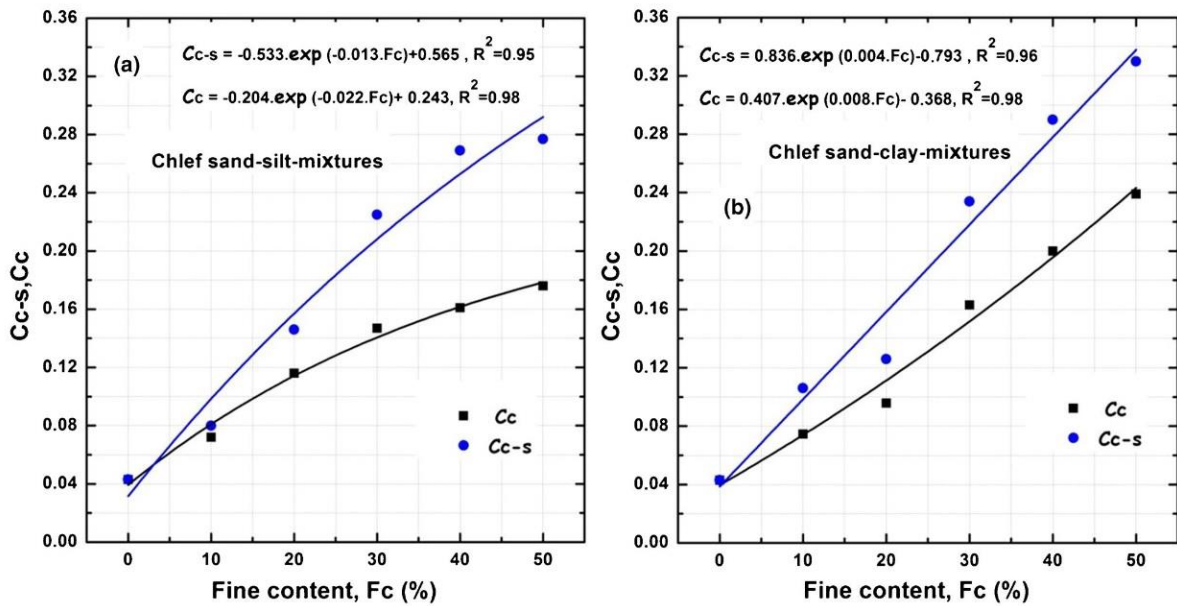 (a)
Cc-s = -0.533.exp (-0.013.Fc)+0.565 , R²=0.95
Cc = -0.204.exp (-0.022.Fc)+ 0.243, R²=0.98
Chlef sand-silt-mixtures
Cc-s,Cc
0.36
0.32
0.28
0.24
0.20
0.16
0.12
0.08
0.04
0.00
Cc
Cc-s
0 10 20 30 40 50
Fine content, Fc (%)
Cc-s = 0.836.exp (0.004.Fc)-0.793 , R²=0.96
Cc = 0.407.exp (0.008.Fc)- 0.368, R²=0.98
Chlef sand-clay-mixtures
(b)
Cc-s,Cc
0.36
0.32
0.28
0.24
0.20
0.16
0.12
0.08
0.04
0.00
Cc
Cc-s
0 10 20 30 40 50
Fine content, Fc (%)